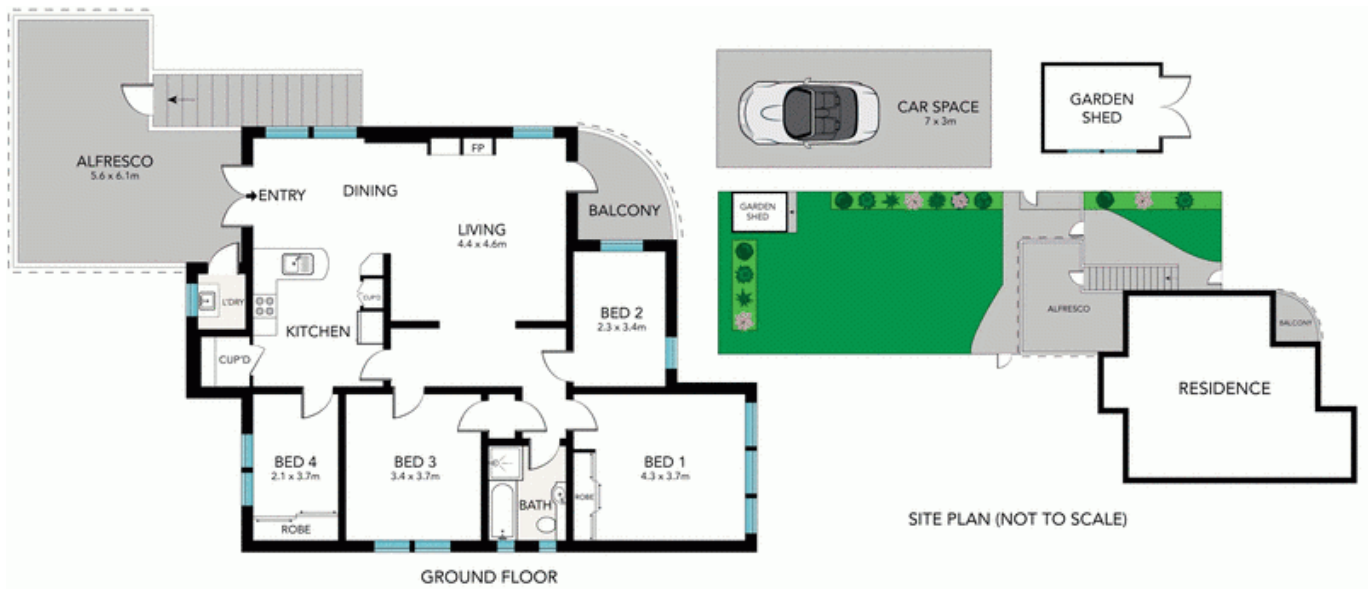 ALFRESCO
5.6 x 6.1m
ENTRY
DINING
FP
BALCONY
LIVING
4.4 x 4.6m
L'DRY
CUP'D
KITCHEN
CUP'D
BED 2
2.3 x 3.4m
BED 4
2.1 x 3.7m
ROBE
BED 3
3.4 x 3.7m
BATH
ROBE
BED 1
4.3 x 3.7m
GROUND FLOOR
CAR SPACE
7 x 3m
GARDEN
SHED
GARDEN
SHED
ALFRESCO
BALCONY
RESIDENCE
SITE PLAN (NOT TO SCALE)